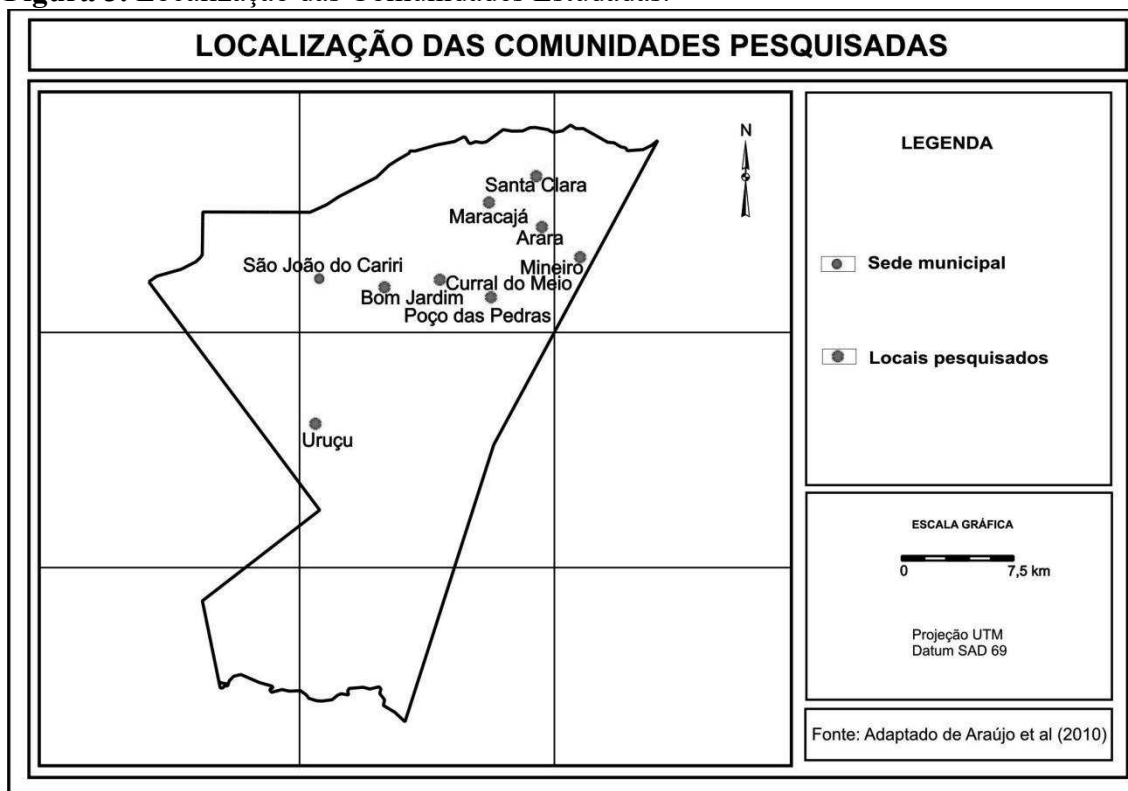 Figura 3: Localização das Comunidades Estudadas.
LOCALIZAÇÃO DAS COMUNIDADES PESQUISADAS
N
Santa Clara
Maracajá
Arara
Mineiro
São João do Cariri
Curral do Meio
Bom Jardim
Poço das Pedras
Uruçu
LEGENDA
Sede municipal
Locais pesquisados
ESCALA GRÁFICA
0 7,5 km
Projeção UTM
Datum SAD 69
Fonte: Adaptado de Araújo et al (2010)